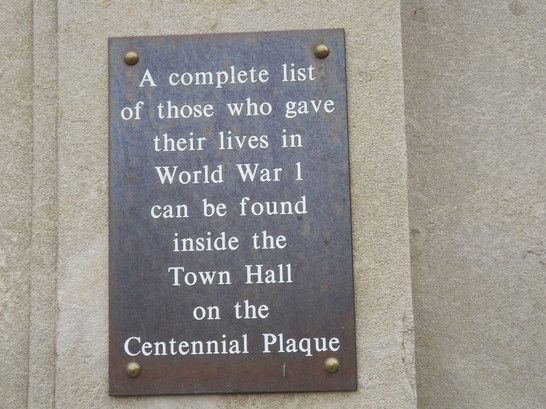 A complete list
of those who gave
their lives in
World War 1
can be found
inside the
Town Hall
on the
Centennial Plaque